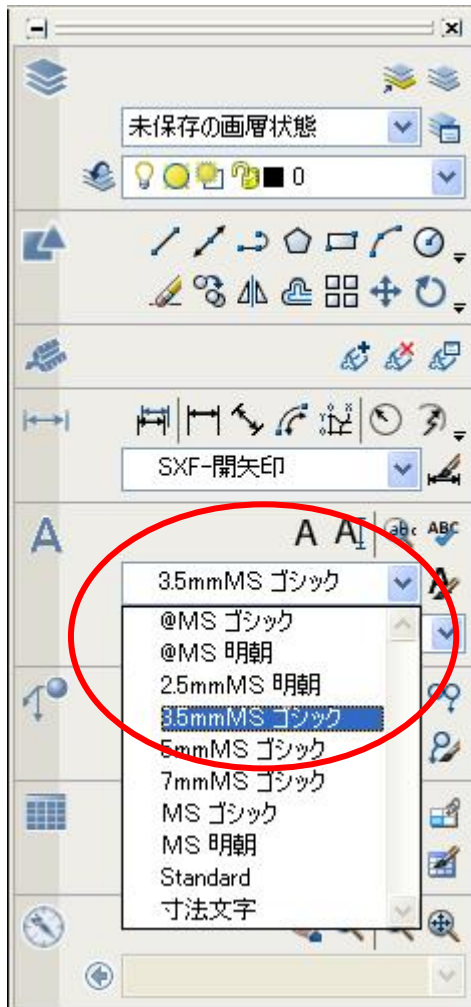 未保存の画層状態
0
SXF-開矢印
A A abc ABC
3.5mmMS ゴシック
@MS ゴシック
@MS 明朝
2.5mmMS 明朝
3.5mmMS ゴシック
5mmMS ゴシック
7mmMS ゴシック
MS ゴシック
MS 明朝
Standard
寸法文字